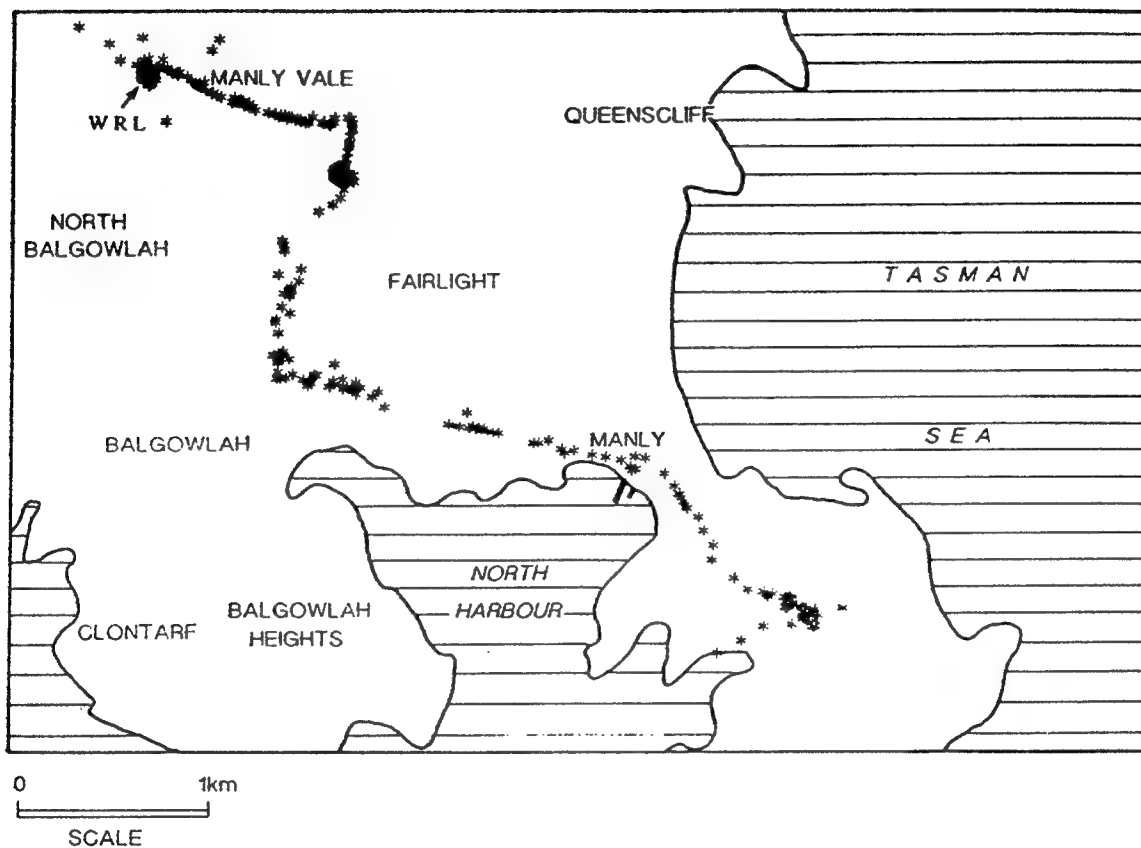 MANLY VALE
WRL
QUEENSCLIFF
NORTH
BALGOWLAH
FAIRLIGHT
TASMAN
SEA
BALGOWLAH
MANLY
NORTH
HARBOUR
CLONTARF
BALGOWLAH
HEIGHTS
0 1km
SCALE